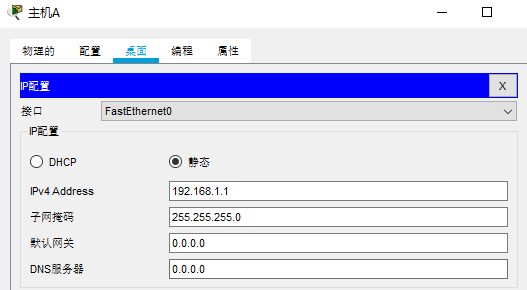 主机A
物理的 配置 桌面 编程 属性
IP配置 X
接口 FastEthernet0
IP配置
DHCP 静态
IPv4 Address 192.168.1.1
子网掩码 255.255.255.0
默认网关 0.0.0.0
DNS服务器 0.0.0.0